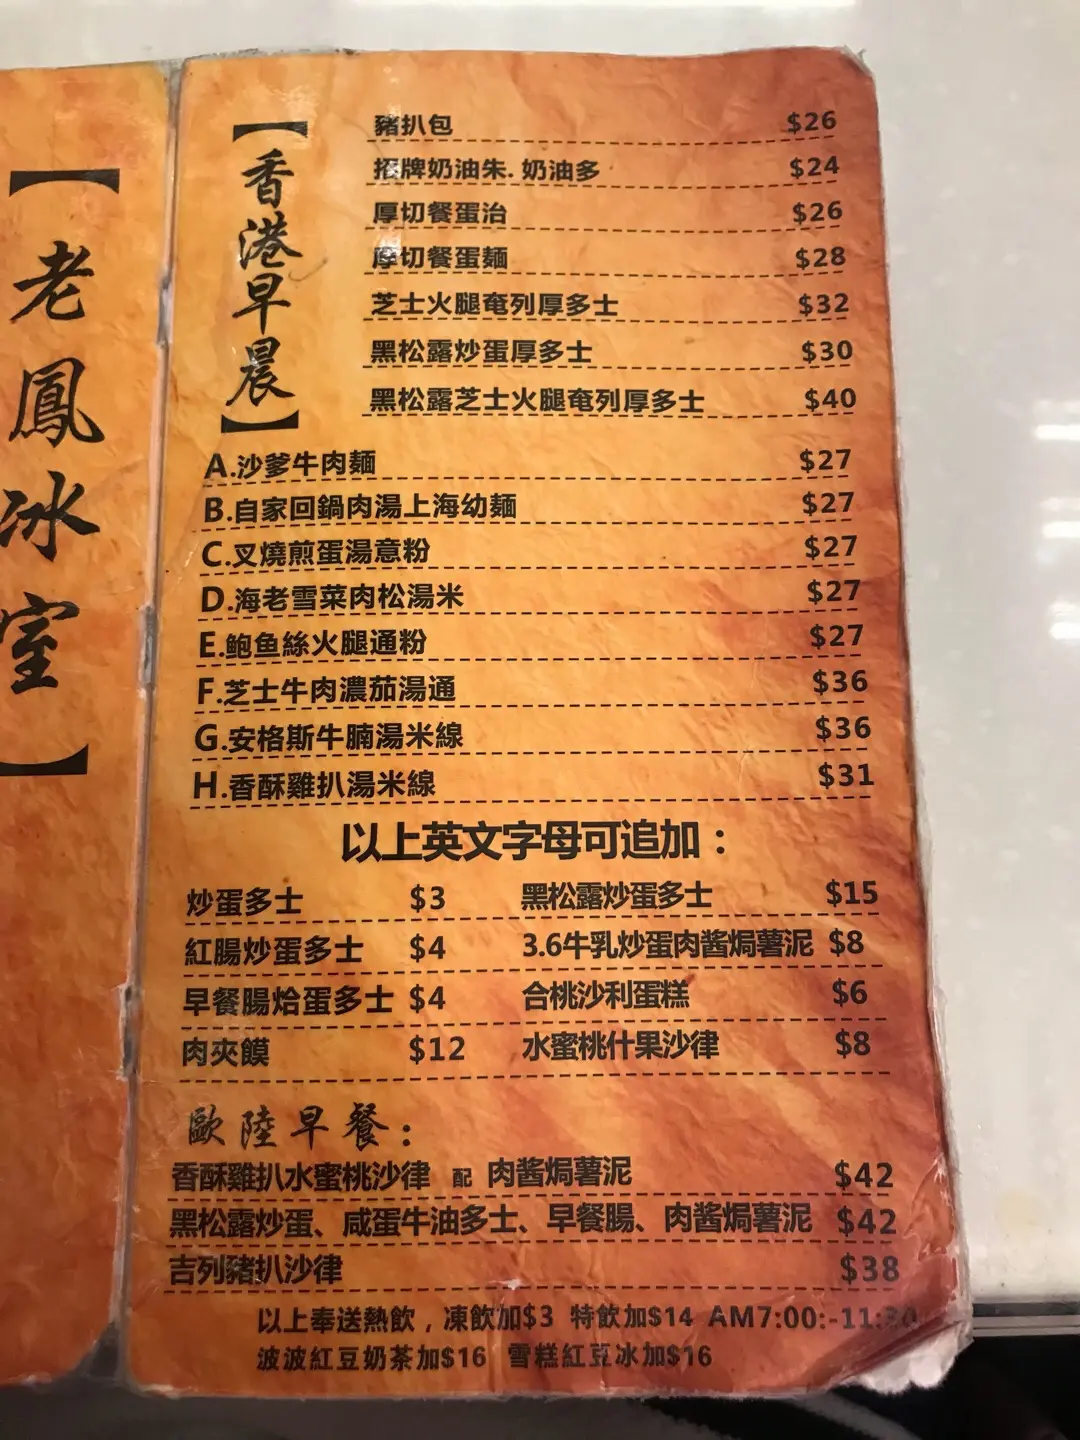 【老鳳冰室】
【香港早晨】
豬扒包 $26
招牌奶油朱. 奶油多 $24
厚切餐蛋治 $26
厚切餐蛋麵 $28
芝士火腿奄列厚多士 $32
黑松露炒蛋厚多士 $30
黑松露芝士火腿奄列厚多士 $40
A.沙爹牛肉麵 $27
B.自家回鍋肉湯上海幼麵 $27
C.叉燒煎蛋湯意粉 $27
D.海老雪菜肉松湯米 $27
E.鮑鱼絲火腿通粉 $27
F.芝士牛肉濃茄湯通 $36
G.安格斯牛腩湯米線 $36
H.香酥雞扒湯米線 $31
以上英文字母可追加：
炒蛋多士 $3 黑松露炒蛋多士 $15
紅腸炒蛋多士 $4 3.6牛乳炒蛋肉酱焗薯泥 $8
早餐腸烚蛋多士 $4 合桃沙利蛋糕 $6
肉夾饃 $12 水蜜桃什果沙律 $8
歐陸早餐：
香酥雞扒水蜜桃沙律 配 肉酱焗薯泥 $42
黑松露炒蛋、咸蛋牛油多士、早餐腸、肉酱焗薯泥 $42
吉列豬扒沙律 $38
以上奉送熱飲，凍飲加$3 特飲加$14 AM7:00:-11:30
波波紅豆奶茶加$16 雪糕紅豆冰加$16